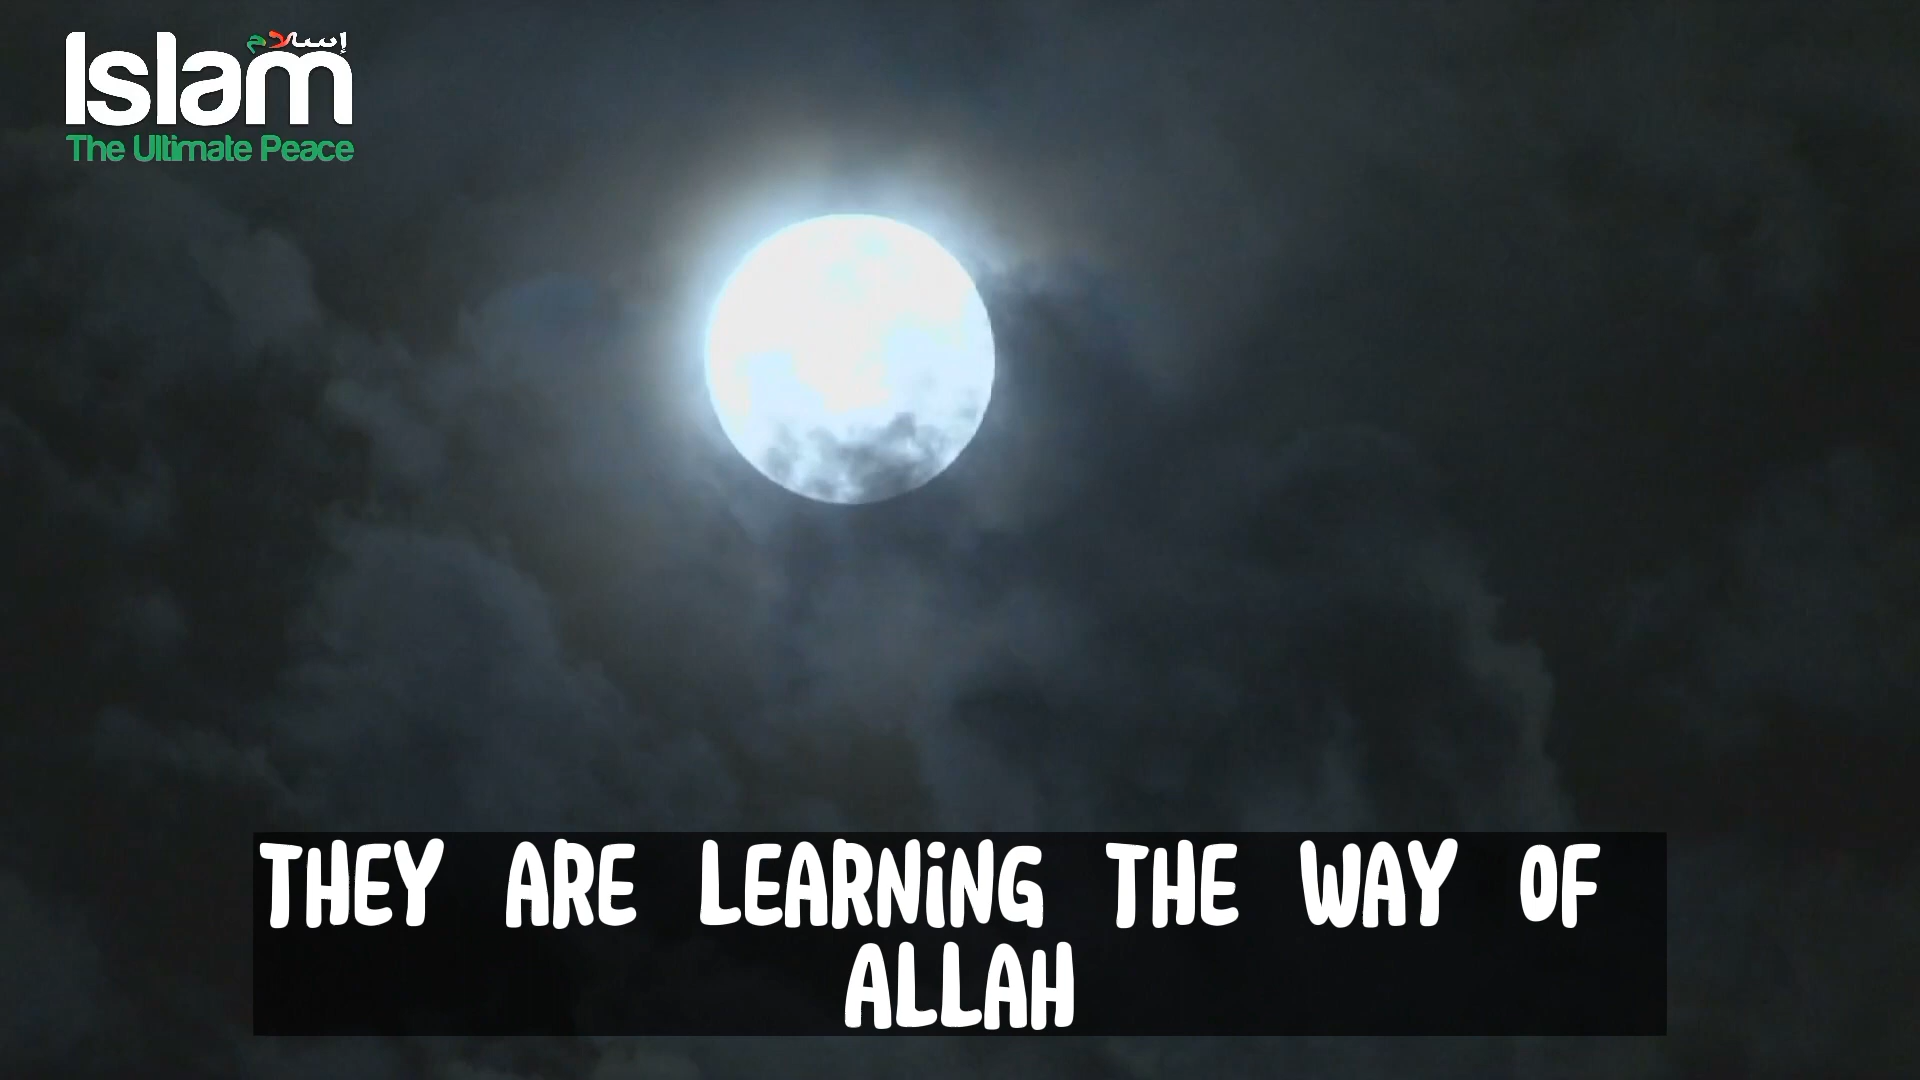 إسلام
Islam
The Ultimate Peace
THEY ARE LEARNING THE WAY OF
ALLAH